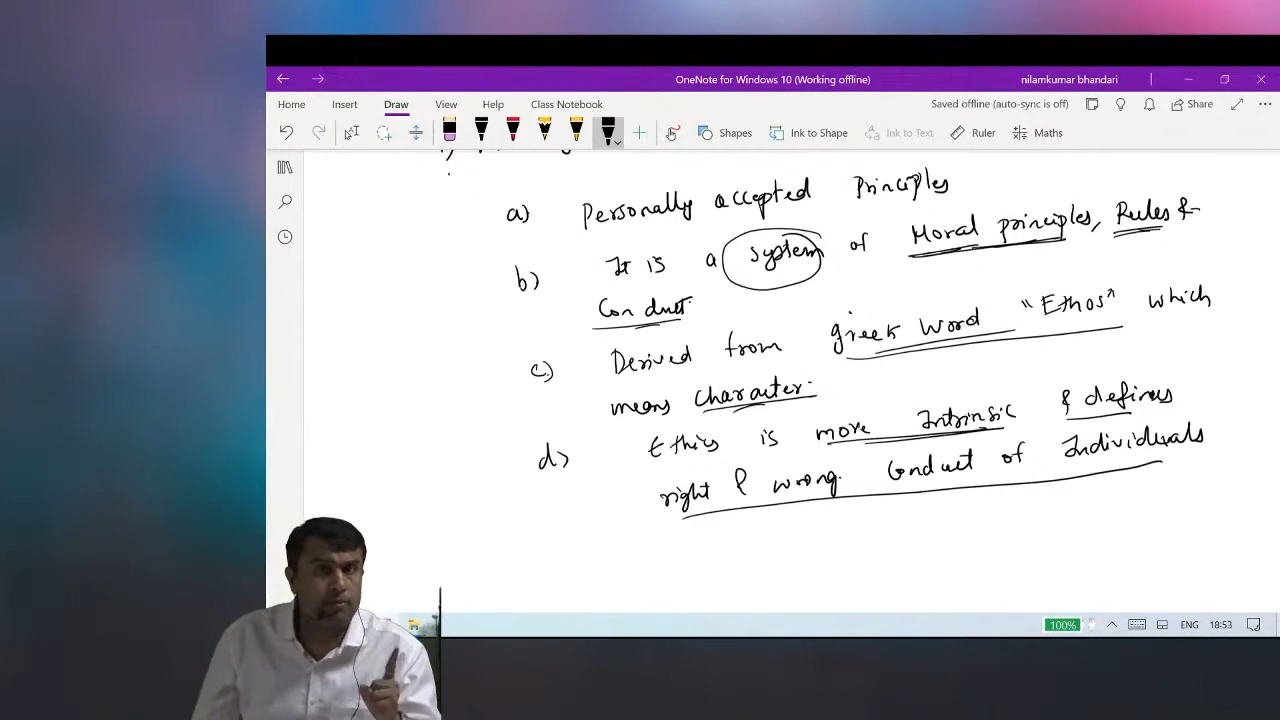 OneNote for Windows 10 (Working offline)
nilamkumar bhandari
Home Insert Draw View Help Class Notebook
Saved offline (auto-sync is off)
Share
Shapes Ink to Shape Ink to Text Ruler Maths
a) Personally accepted Principles
b) It is a system of Moral principles, Rules &
Conduct.
c) Derived from greek word "Ethos" which
means character.
d) Ethics is more Intrinsic & defines
right & wrong. Conduct of Individuals
100% ENG 18:53